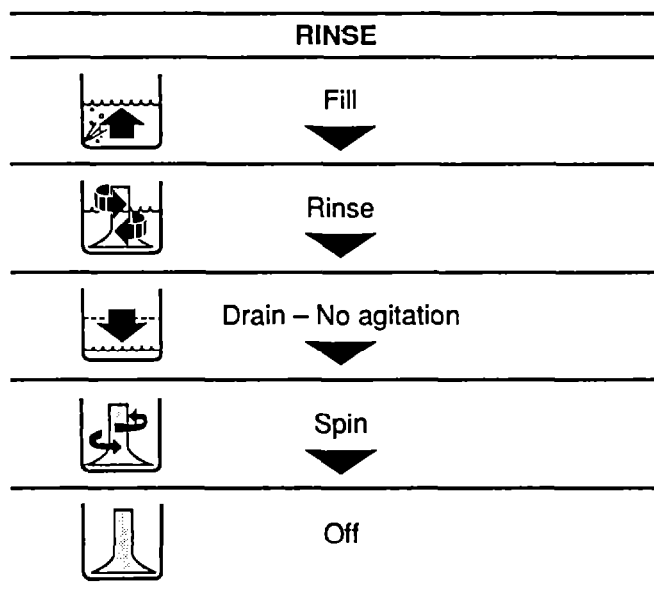 RINSE
Fill
Rinse
Drain – No agitation
Spin
Off